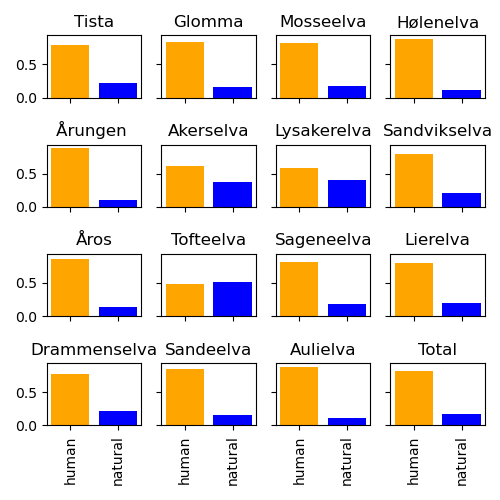 Tista Glomma Mosseelva Hølenelva
0.5
0.0
Årungen Akerselva Lysakerelva Sandvikselva
0.5
0.0
Åros Tofteelva Sageneelva Lierelva
0.5
0.0
Drammenselva Sandeelva Aulielva Total
0.5
0.0
human natural human natural human natural human natural